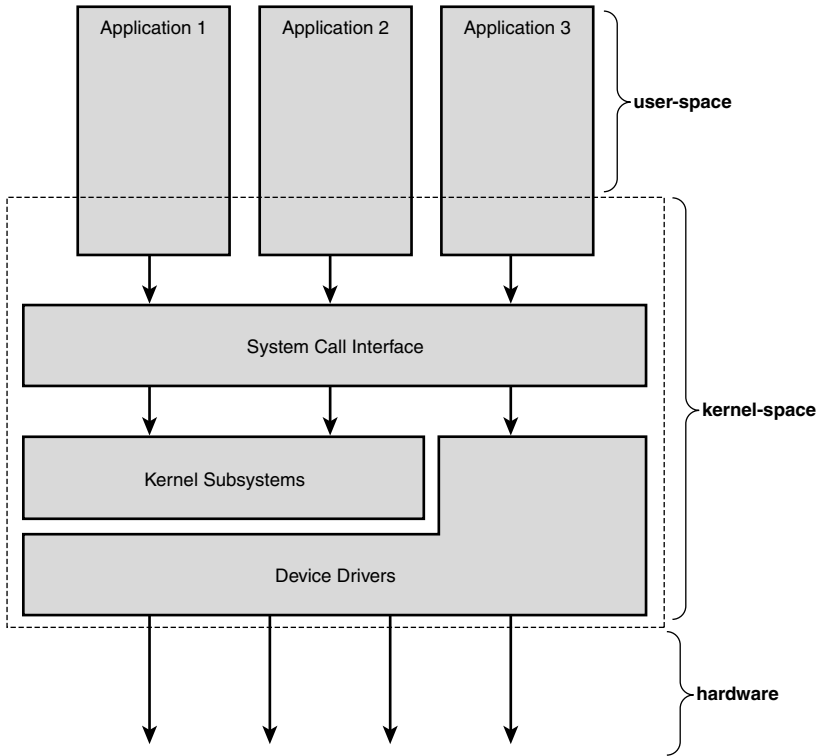 Application 1
Application 2
Application 3
user-space
System Call Interface
kernel-space
Kernel Subsystems
Device Drivers
hardware